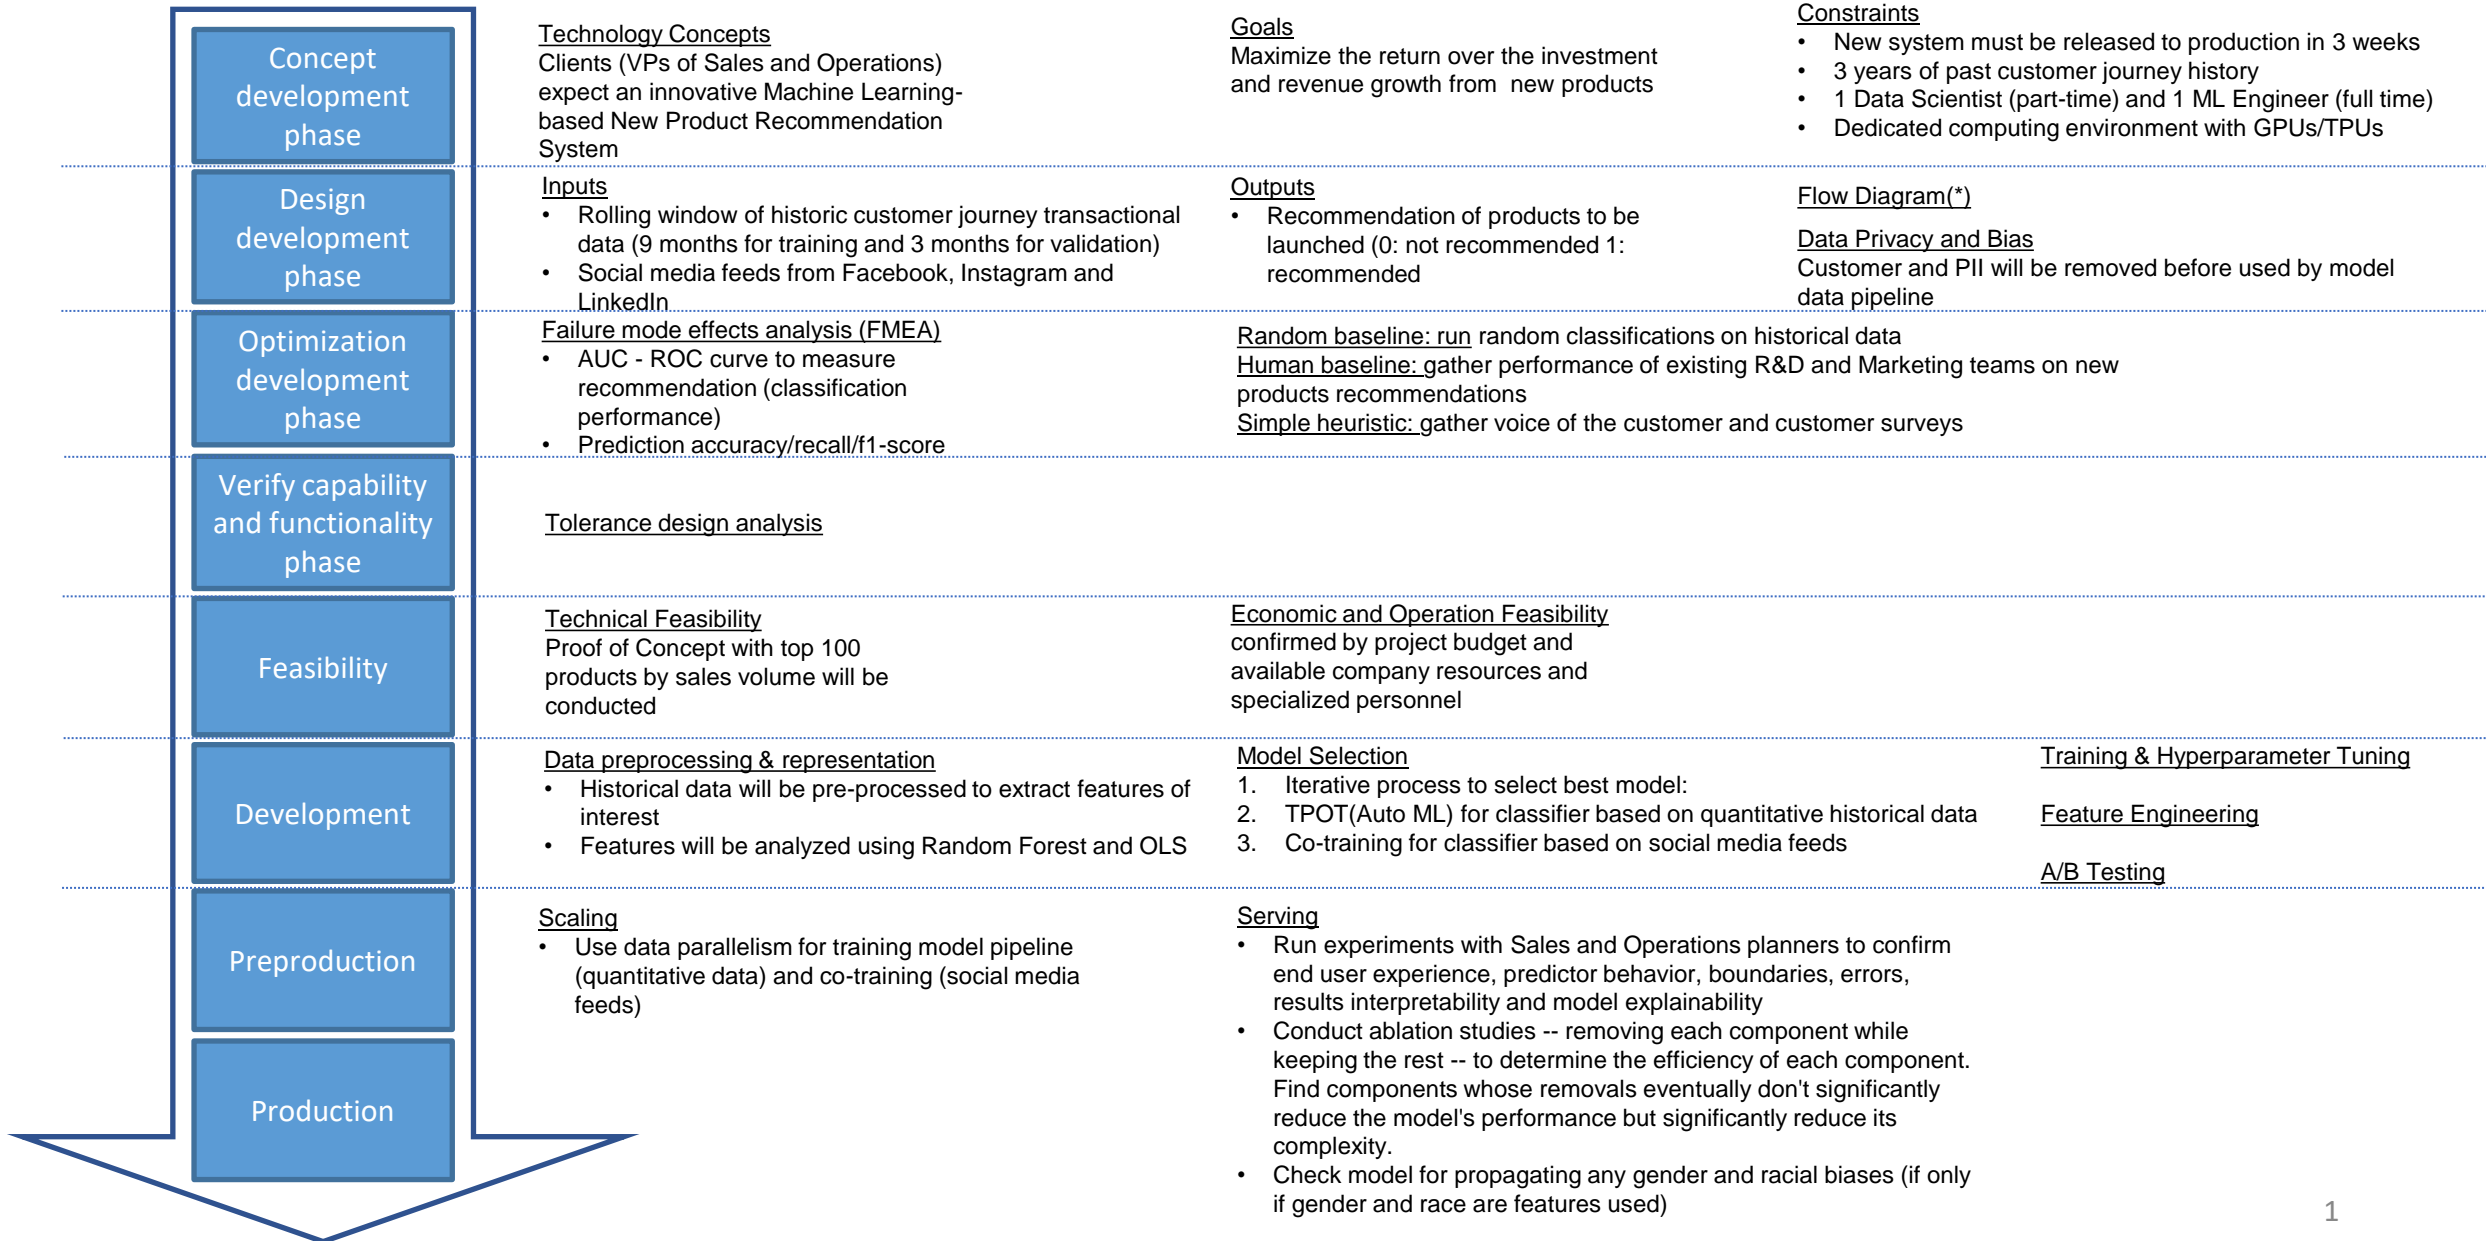 Concept
development
phase
Technology Concepts
Clients (VPs of Sales and Operations)
expect an innovative Machine Learning-
based New Product Recommendation
System
Goals
Maximize the return over the investment
and revenue growth from  new products
Constraints
• New system must be released to production in 3 weeks
• 3 years of past customer journey history
• 1 Data Scientist (part-time) and 1 ML Engineer (full time)
• Dedicated computing environment with GPUs/TPUs
Design
development
phase
Inputs
• Rolling window of historic customer journey transactional
data (9 months for training and 3 months for validation)
• Social media feeds from Facebook, Instagram and
LinkedIn
Outputs
• Recommendation of products to be
launched (0: not recommended 1:
recommended
Flow Diagram(*)
Data Privacy and Bias
Customer and PII will be removed before used by model
data pipeline
Optimization
development
phase
Failure mode effects analysis (FMEA)
• AUC - ROC curve to measure
recommendation (classification
performance)
• Prediction accuracy/recall/f1-score
Random baseline: run random classifications on historical data
Human baseline: gather performance of existing R&D and Marketing teams on new
products recommendations
Simple heuristic: gather voice of the customer and customer surveys
Verify capability
and functionality
phase
Tolerance design analysis
Feasibility
Technical Feasibility
Proof of Concept with top 100
products by sales volume will be
conducted
Economic and Operation Feasibility
confirmed by project budget and
available company resources and
specialized personnel
Development
Data preprocessing & representation
• Historical data will be pre-processed to extract features of
interest
• Features will be analyzed using Random Forest and OLS
Model Selection
1. Iterative process to select best model:
2. TPOT(Auto ML) for classifier based on quantitative historical data
3. Co-training for classifier based on social media feeds
Training & Hyperparameter Tuning
Feature Engineering
A/B Testing
Preproduction
Scaling
• Use data parallelism for training model pipeline
(quantitative data) and co-training (social media
feeds)
Serving
• Run experiments with Sales and Operations planners to confirm
end user experience, predictor behavior, boundaries, errors,
results interpretability and model explainability
• Conduct ablation studies -- removing each component while
keeping the rest -- to determine the efficiency of each component.
Find components whose removals eventually don't significantly
reduce the model's performance but significantly reduce its
complexity.
• Check model for propagating any gender and racial biases (if only
if gender and race are features used)
Production
1